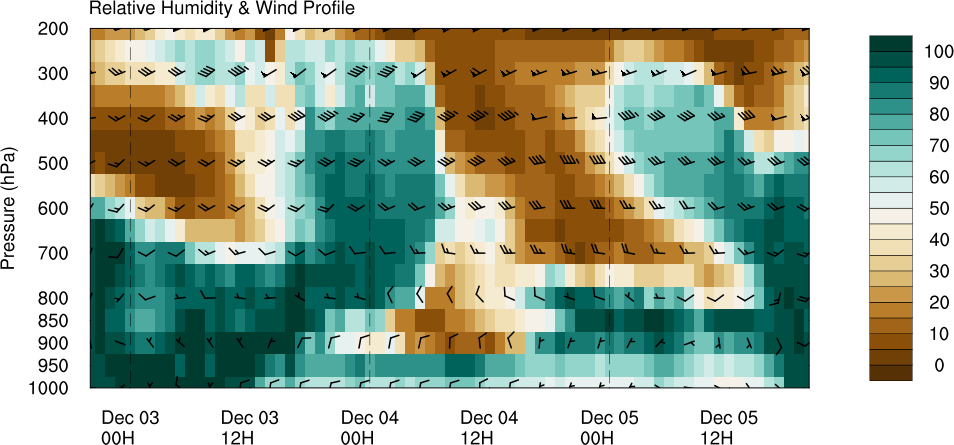 Relative Humidity & Wind Profile
Pressure (hPa)
200
300
400
500
600
700
800
850
900
950
1000
Dec 03
00H
Dec 03
12H
Dec 04
00H
Dec 04
12H
Dec 05
00H
Dec 05
12H
100
90
80
70
60
50
40
30
20
10
0